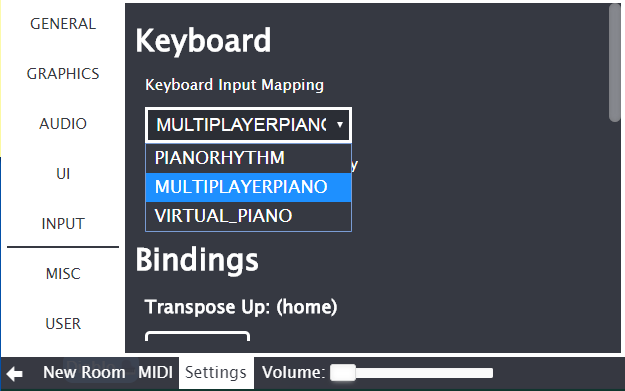 GENERAL
GRAPHICS
AUDIO
UI
INPUT
MISC
USER
Keyboard
Keyboard Input Mapping
MULTIPLAYERPIANO
PIANORHYTHM
MULTIPLAYERPIANO
VIRTUAL_PIANO
Bindings
Transpose Up: (home)
New Room MIDI Settings Volume: